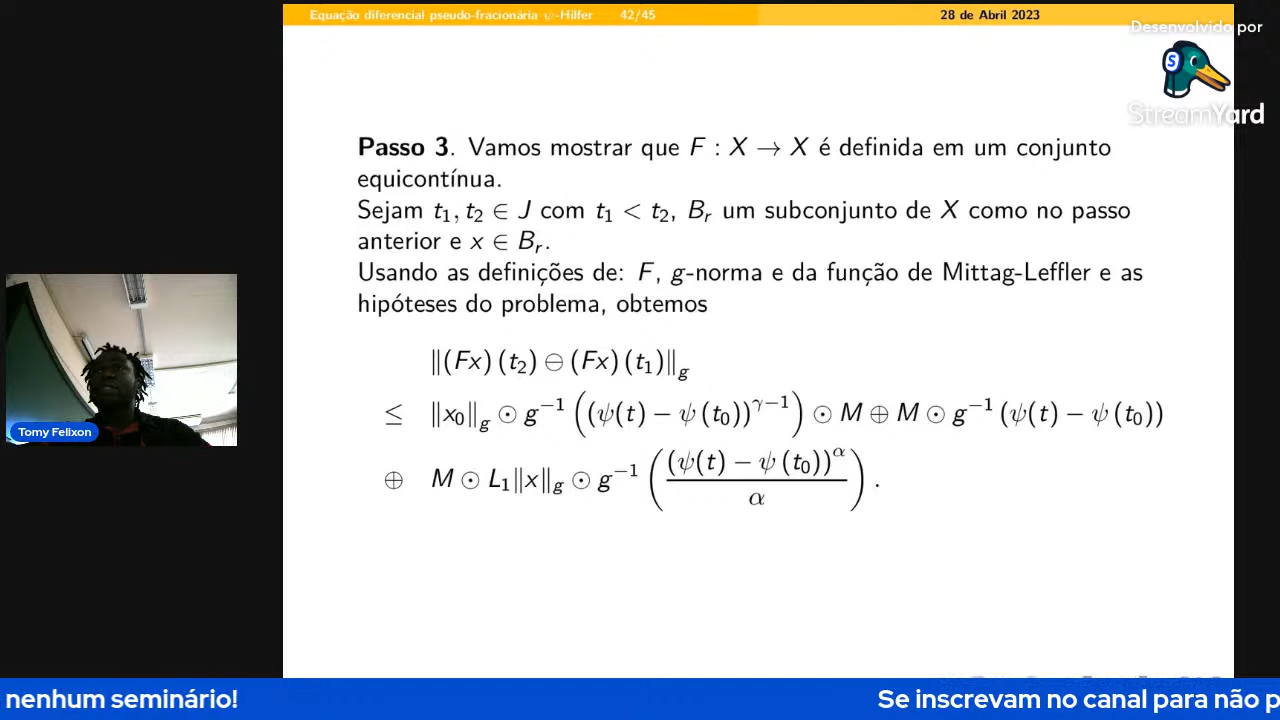 Equação diferencial pseudo-fracionária ψ-Hilfer 42/45 28 de Abril 2023
Desenvolvido por
StreamYard
Passo 3. Vamos mostrar que F : X → X é definida em um conjunto
equicontínua.
Sejam t₁, t₂ ∈ J com t₁ < t₂, Bᵣ um subconjunto de X como no passo
anterior e x ∈ Bᵣ.
Usando as definições de: F, g-norma e da função de Mittag-Leffler e as
hipóteses do problema, obtemos
‖(Fx)(t₂) ⊖ (Fx)(t₁)‖_g
≤ ‖x₀‖_g ⊙ g⁻¹((ψ(t) − ψ(t₀))^{γ−1}) ⊙ M ⊕ M ⊙ g⁻¹(ψ(t) − ψ(t₀))
⊕ M ⊙ L₁‖x‖_g ⊙ g⁻¹((ψ(t) − ψ(t₀))^α / α).
Tomy Felixon
nenhum seminário! Se inscrevam no canal para não p